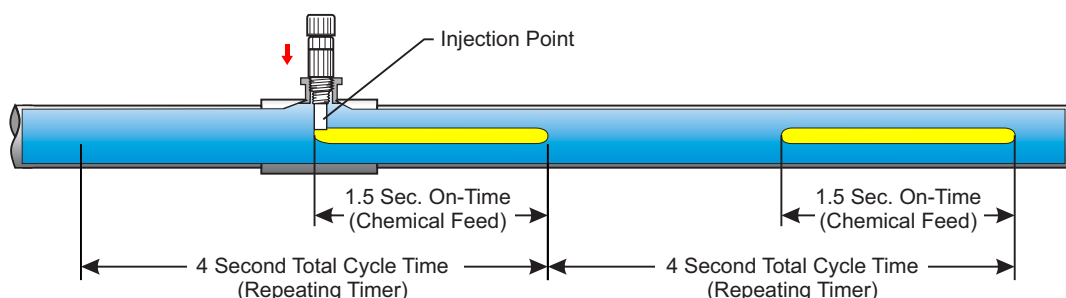 Injection Point
1.5 Sec. On-Time
(Chemical Feed)
1.5 Sec. On-Time
(Chemical Feed)
4 Second Total Cycle Time
(Repeating Timer)
4 Second Total Cycle Time
(Repeating Timer)